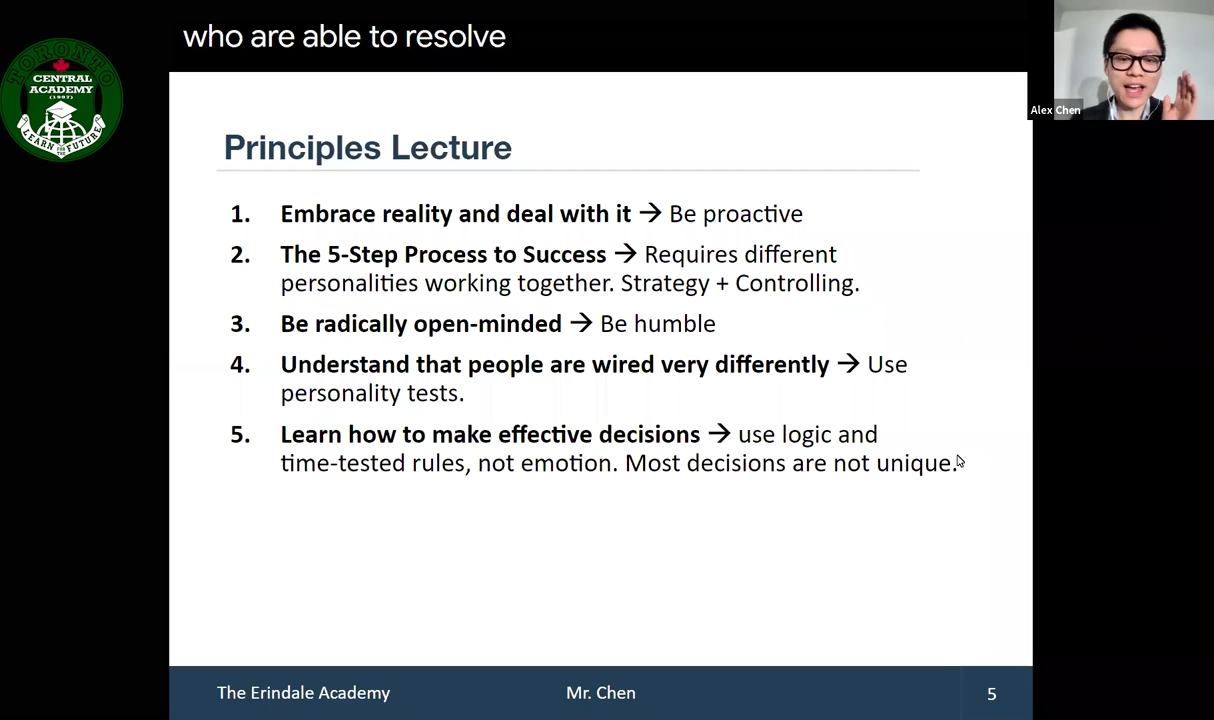 who are able to resolve
TORONTO
CENTRAL
ACADEMY
(1997)
LEARN FOR THE FUTURE
Alex Chen
Principles Lecture
1. Embrace reality and deal with it → Be proactive
2. The 5-Step Process to Success → Requires different
personalities working together. Strategy + Controlling.
3. Be radically open-minded → Be humble
4. Understand that people are wired very differently → Use
personality tests.
5. Learn how to make effective decisions → use logic and
time-tested rules, not emotion. Most decisions are not unique.
The Erindale Academy
Mr. Chen
5